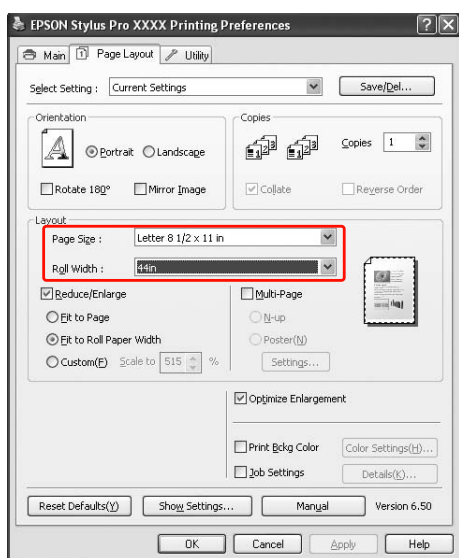 EPSON Stylus Pro XXXX Printing Preferences
Main Page Layout Utility
Select Setting : Current Settings Save/Del...
Orientation Copies
Portrait Landscape Copies 1
Rotate 180° Mirror Image Collate Reverse Order
Layout
Page Size : Letter 8 1/2 x 11 in
Roll Width : 44in
Reduce/Enlarge Multi-Page
Fit to Page N-up
Fit to Roll Paper Width Poster(N)
Custom(F) Scale to 515 % Settings...
Optimize Enlargement
Print Bckg Color Color Settings(H)...
Job Settings Details(K)...
Reset Defaults(Y) Show Settings... Manual Version 6.50
OK Cancel Apply Help